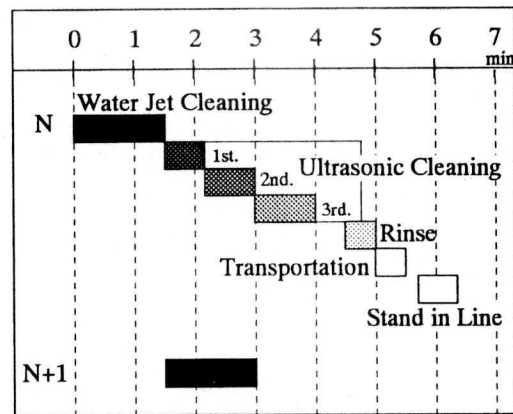 0 1 2 3 4 5 6 7
min
Water Jet Cleaning
N
1st.
Ultrasonic Cleaning
2nd.
3rd.
Rinse
Transportation
Stand in Line
N+1